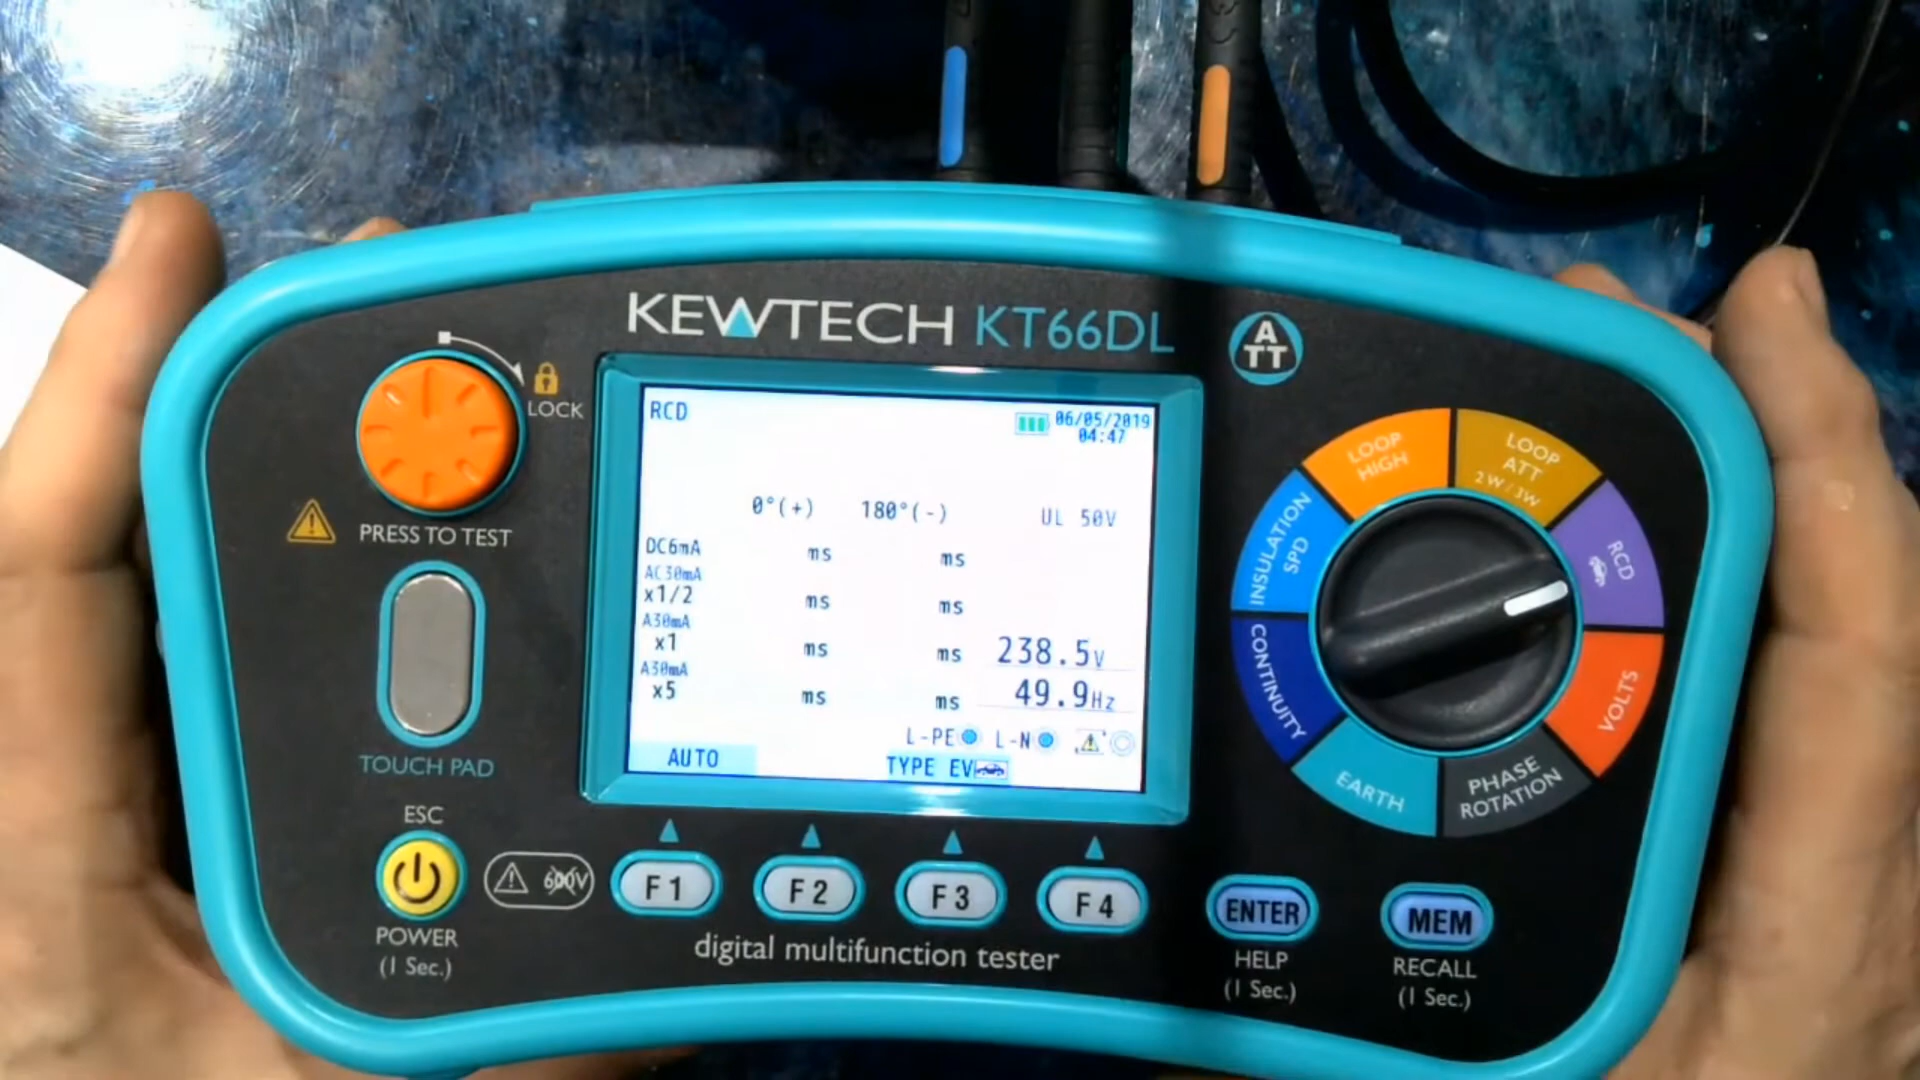 KEWTECH KT66DL
ATT
LOCK
PRESS TO TEST
TOUCH PAD
ESC
POWER
(1 Sec.)
600V
RCD
06/05/2019
04:47
0°(+) 180°(-) UL 50V
DC6mA ms ms
AC30mA
x1/2 ms ms
A30mA
x1 ms ms 238.5V
A30mA
x5 ms ms 49.9Hz
L-PE L-N
AUTO TYPE EV
F1 F2 F3 F4
digital multifunction tester
LOOP
HIGH
LOOP
ATT
2W/3W
RCD
VOLTS
PHASE
ROTATION
EARTH
CONTINUITY
INSULATION
SPD
ENTER
HELP
(1 Sec.)
MEM
RECALL
(1 Sec.)